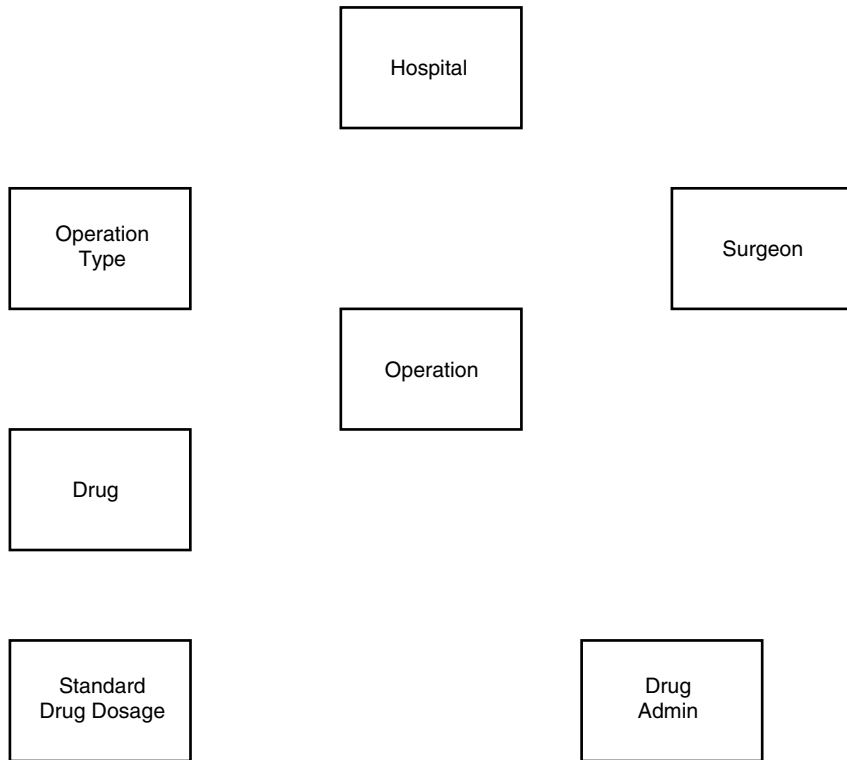 Hospital
Operation
Type
Surgeon
Operation
Drug
Standard
Drug Dosage
Drug
Admin